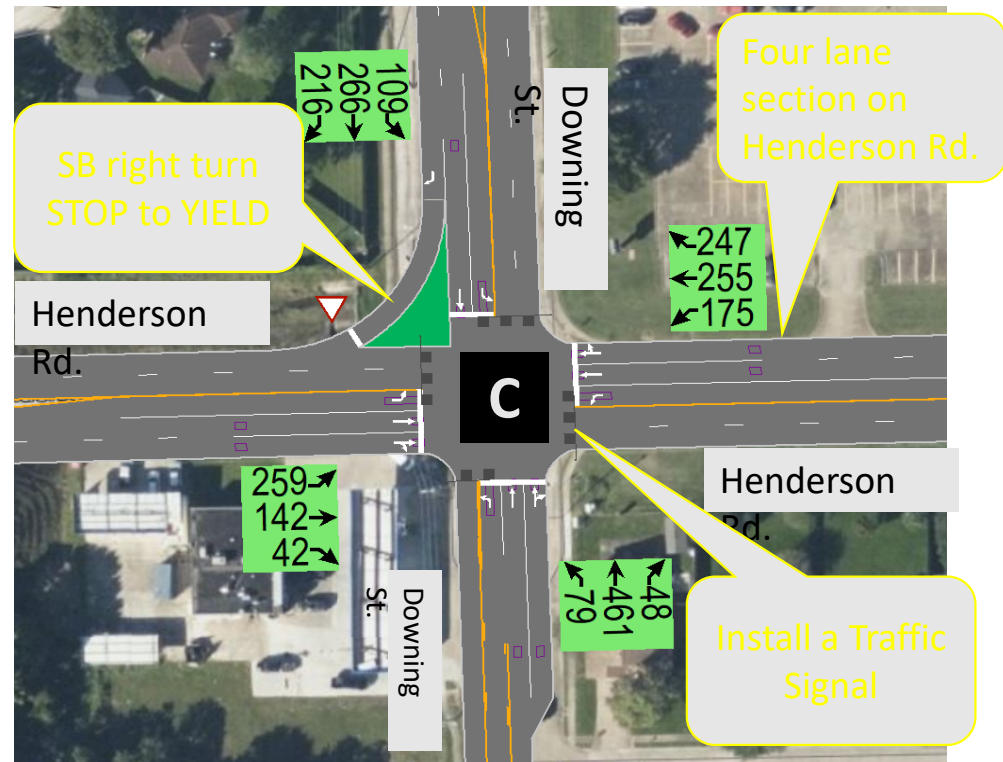 109
266
216
Downing
St.
Four lane
section on
Henderson Rd.
SB right turn
STOP to YIELD
247
255
175
Henderson
Rd.
C
259
142
42
Henderson
Rd.
Downing
St.
79
461
48
Install a Traffic
Signal